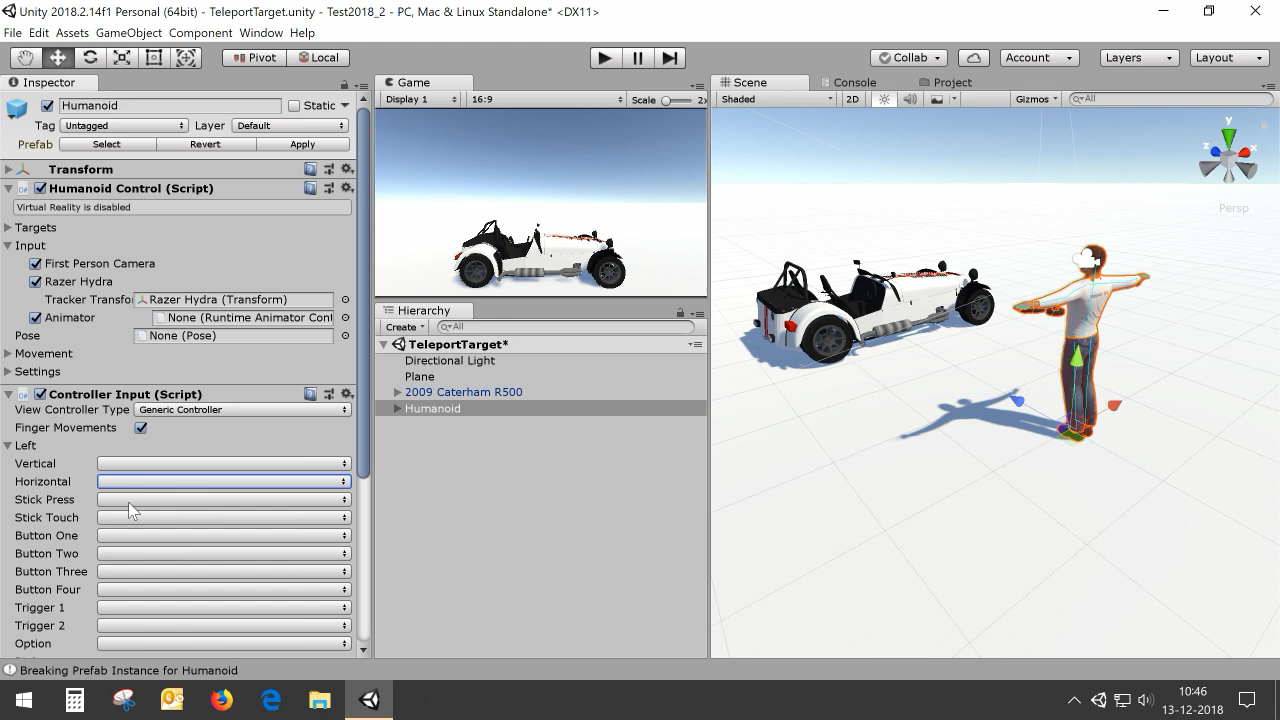 Unity 2018.2.14f1 Personal (64bit) - TeleportTarget.unity - Test2018_2 - PC, Mac & Linux Standalone* <DX11>
File Edit Assets GameObject Component Window Help
Pivot Local Collab Account Layers Layout
Inspector
Humanoid Static
Tag Untagged Layer Default
Prefab Select Revert Apply
Transform
Humanoid Control (Script)
Virtual Reality is disabled
Targets
Input
First Person Camera
Razer Hydra
Tracker Transfo Razer Hydra (Transform)
Animator None (Runtime Animator Cont
Pose None (Pose)
Movement
Settings
Controller Input (Script)
View Controller Type Generic Controller
Finger Movements
Left
Vertical
Horizontal
Stick Press
Stick Touch
Button One
Button Two
Button Three
Button Four
Trigger 1
Trigger 2
Option
Game
Display 1 16:9 Scale 2x
Hierarchy
Create All
TeleportTarget*
Directional Light
Plane
2009 Caterham R500
Humanoid
Scene Console Project
Shaded 2D Gizmos All
y
z x
Persp
Breaking Prefab Instance for Humanoid
10:46
13-12-2018